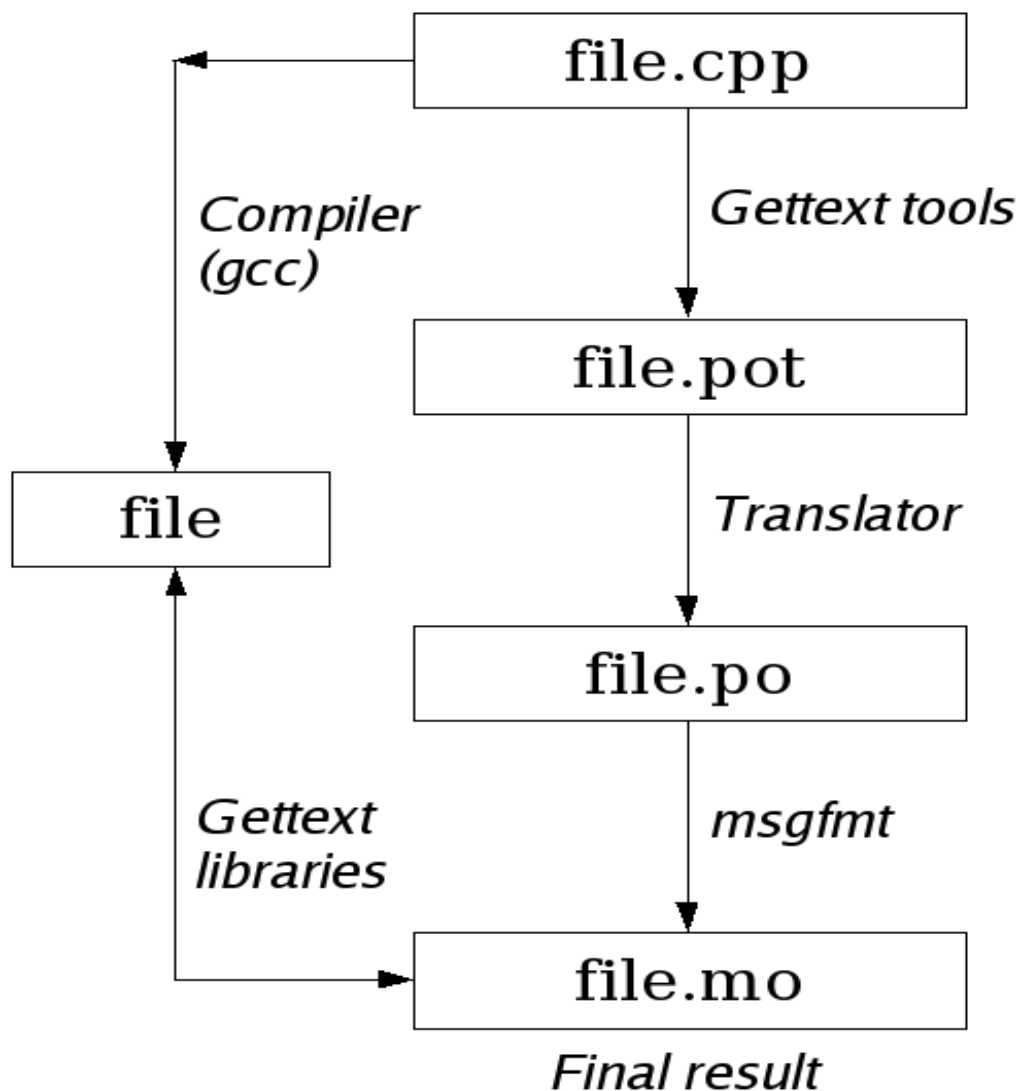 file.cpp
Compiler
(gcc)
Gettext tools
file.pot
file
Translator
file.po
Gettext
libraries
msgfmt
file.mo
Final result